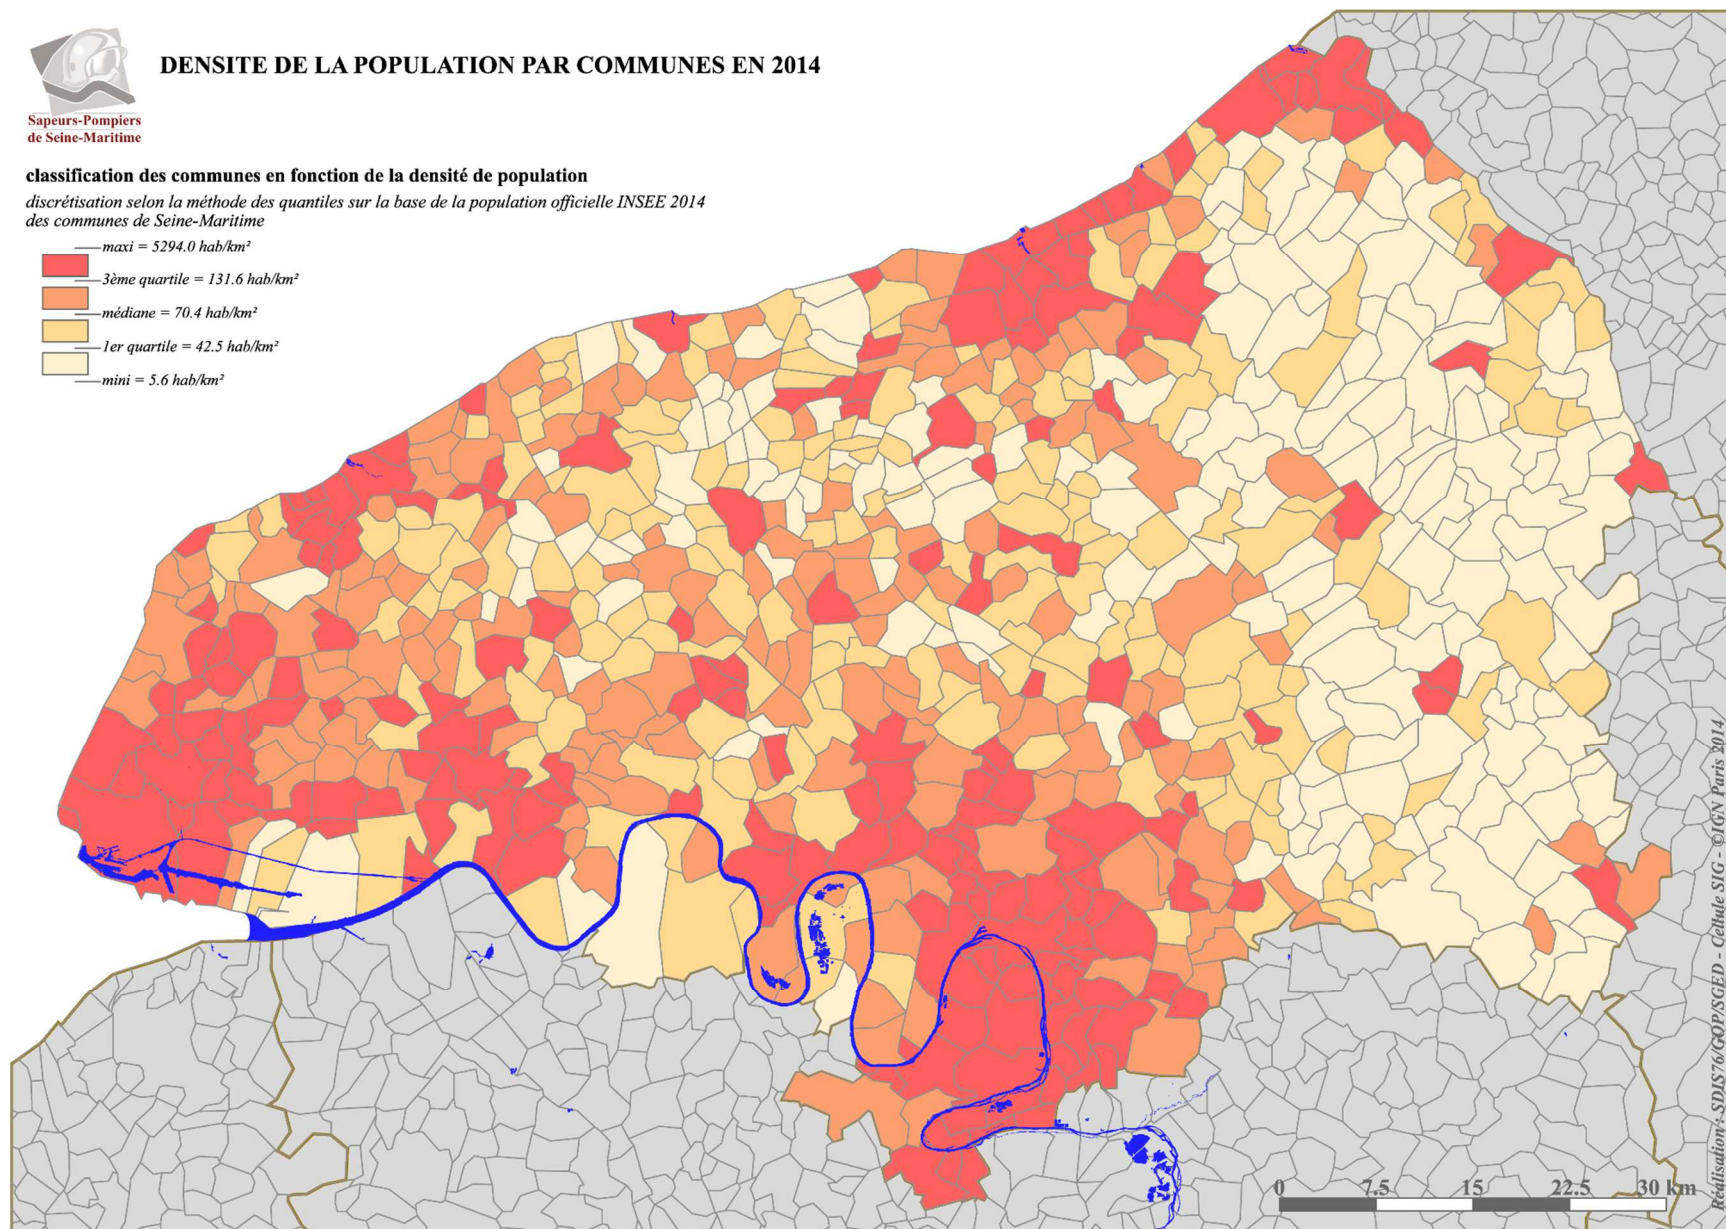 DENSITE DE LA POPULATION PAR COMMUNES EN 2014
Sapeurs-Pompiers
de Seine-Maritime
classification des communes en fonction de la densité de population
discrétisation selon la méthode des quantiles sur la base de la population officielle INSEE 2014
des communes de Seine-Maritime
maxi = 5294.0 hab/km²
3ème quartile = 131.6 hab/km²
médiane = 70.4 hab/km²
1er quartile = 42.5 hab/km²
mini = 5.6 hab/km²
0 7.5 15 22.5 30 km
Réalisation : SDIS76/GOP/SGED - Cellule SIG - ©IGN Paris 2014